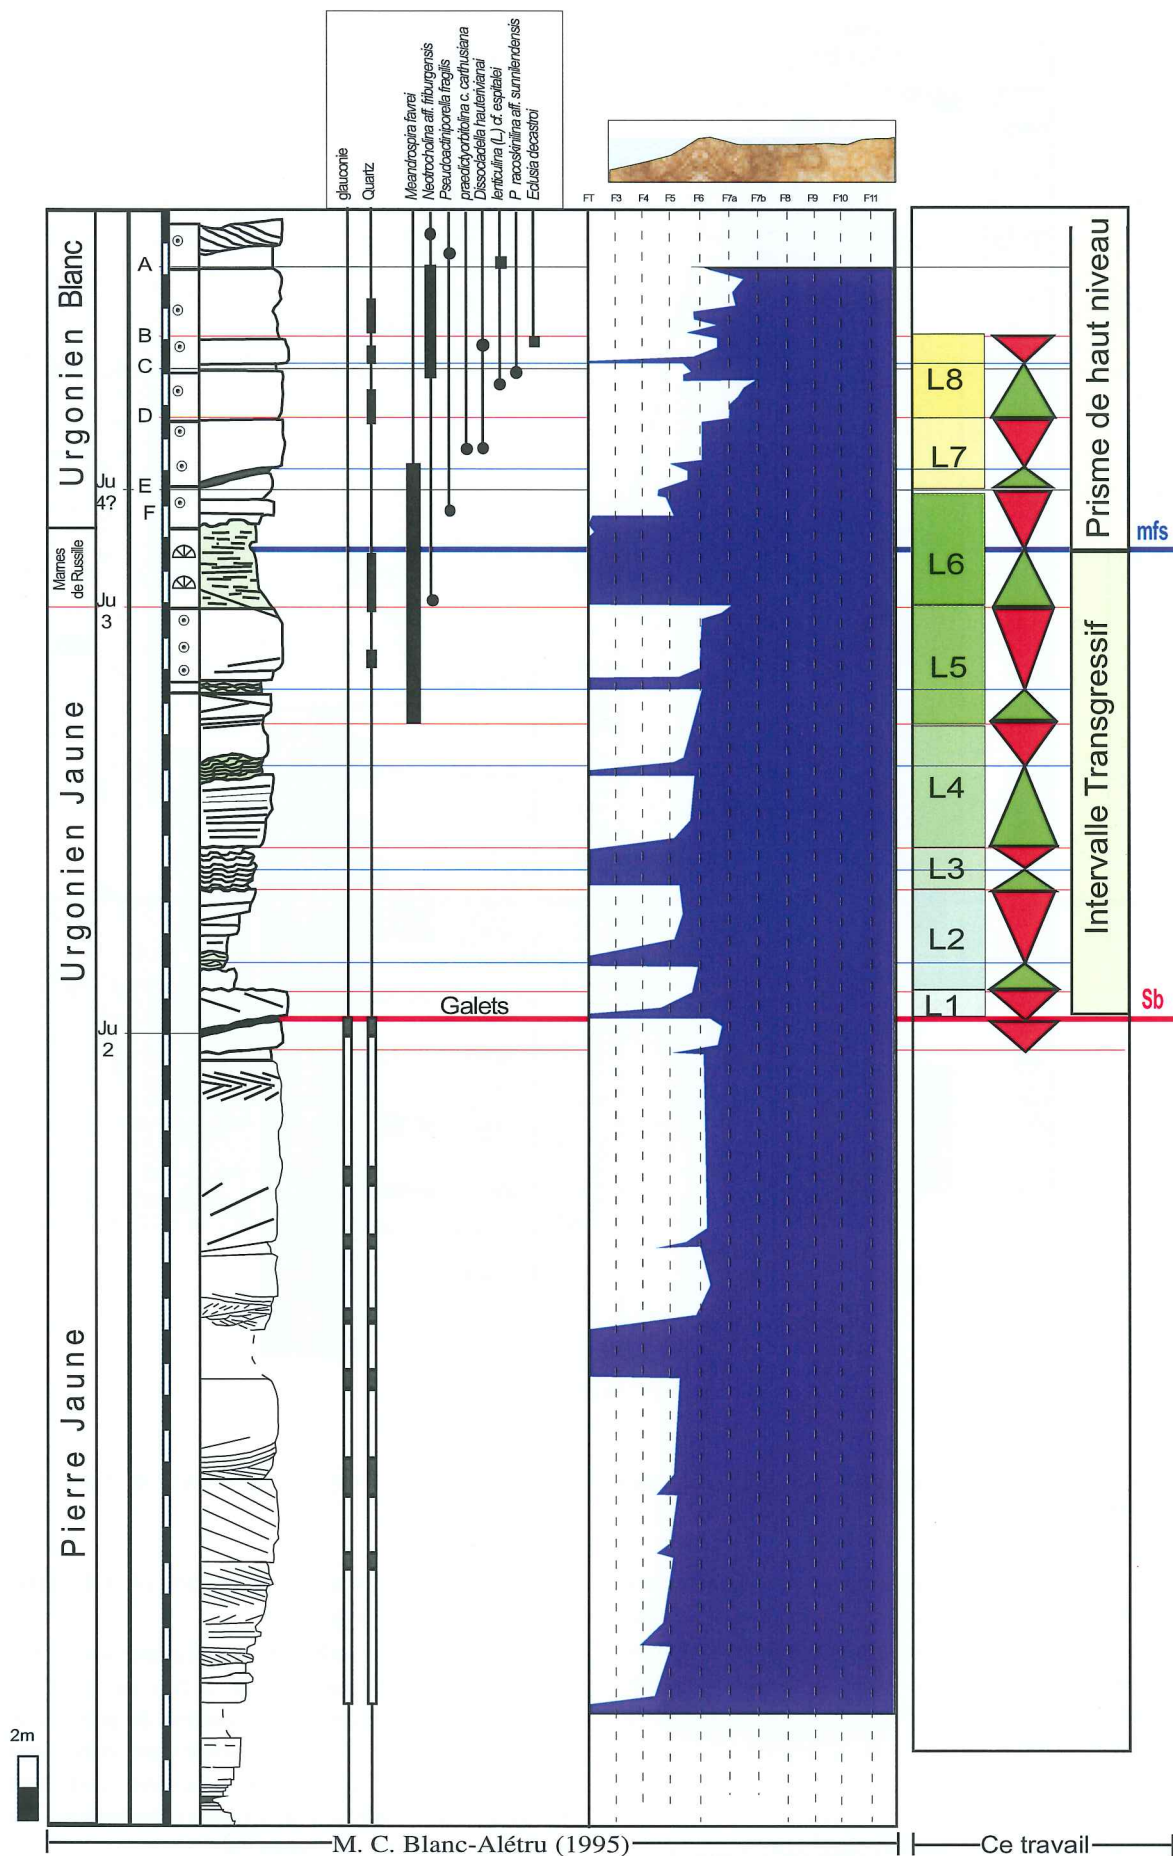 glauconie
Quartz
Meandrospira favrei
Neotrocholina aff. friburgensis
Pseudoactiniporella fragilis
praedictyorbitolina c. carthusiana
Dissocladella hauteriviana
lenticulina (L.) cf. espitalei
P racoskinilina aff. sunnilendensis
Eclusia decastroi
FT F3 F4 F5 F6 F7a F7b F8 F9 F10 F11
Urgonien Blanc
Marnes
de Russille
Urgonien Jaune
Pierre Jaune
A
B
C
D
E
F
Ju
4?
Ju
3
Ju
2
Galets
L8
L7
L6
L5
L4
L3
L2
L1
Prisme de haut niveau
Intervalle Transgressif
mfs
Sb
2m
M. C. Blanc-Alétru (1995)
Ce travail